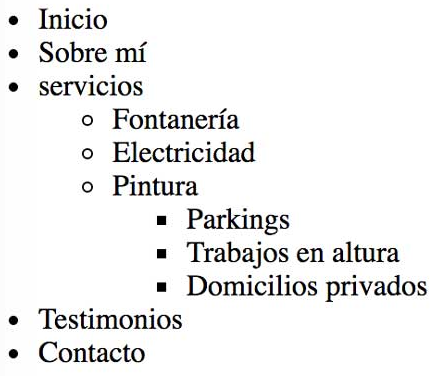 Inicio
Sobre mí
servicios
Fontanería
Electricidad
Pintura
Parkings
Trabajos en altura
Domicilios privados
Testimonios
Contacto